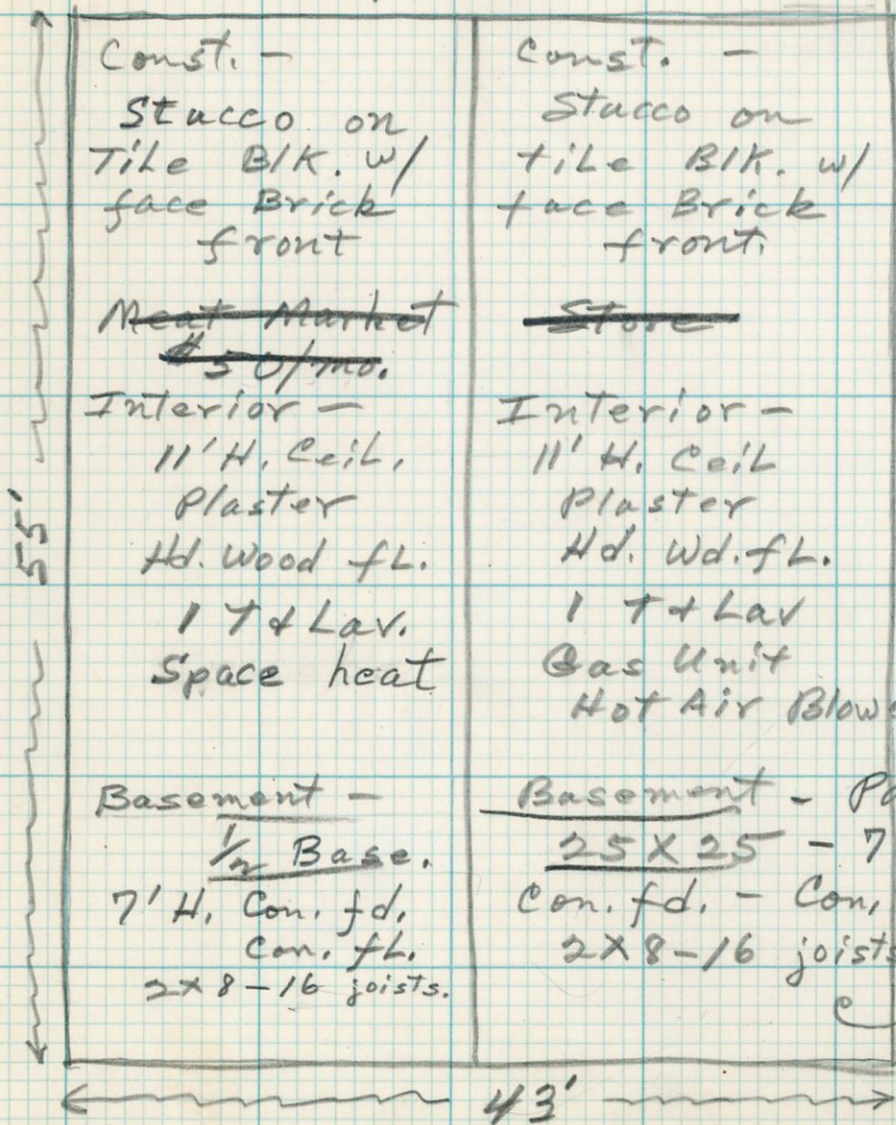 Const. -
Stucco on
Tile Blk. w/
face Brick
front
Meat Market
$50/mo.
Interior -
11' H. Ceil.
Plaster
Hd. Wood fL.
1 T & Lav.
Space heat
Basement -
1/2 Base.
7' H. Con. fd.
Con. fL.
2x8-16 joists.
Const. -
Stucco on
tile Blk. w/
face Brick
front.
Store
Interior -
11' H. Ceil
Plaster
Hd. Wd. fL.
1 T & Lav
Gas Unit
Hot Air Blow
Basement -
25 X 25 - 7
Con. fd. - Con.
2X8-16 joists
55'
43'